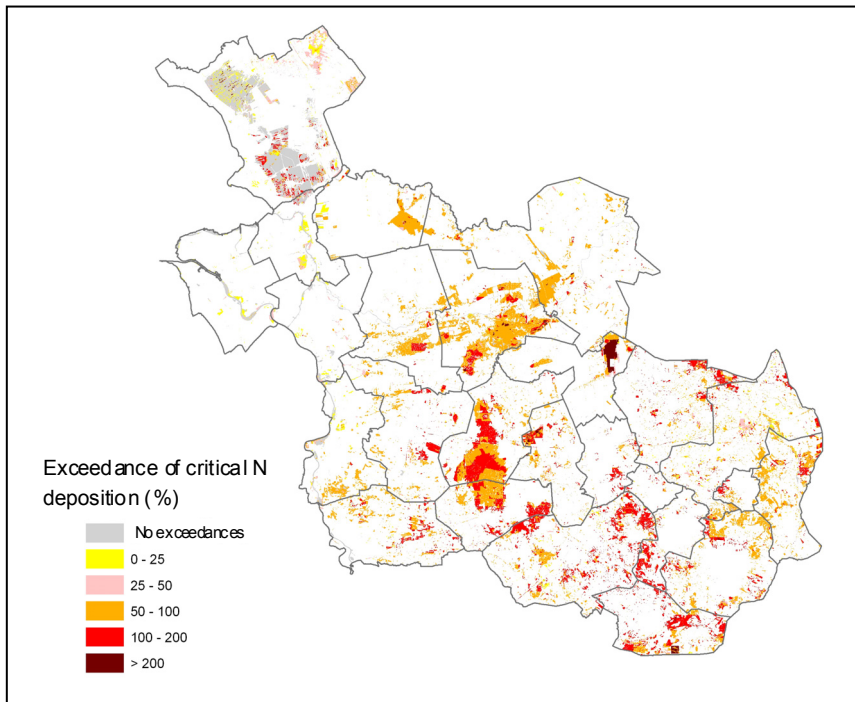 Exceedance of critical N
deposition (%)
No exceedances
0 - 25
25 - 50
50 - 100
100 - 200
> 200